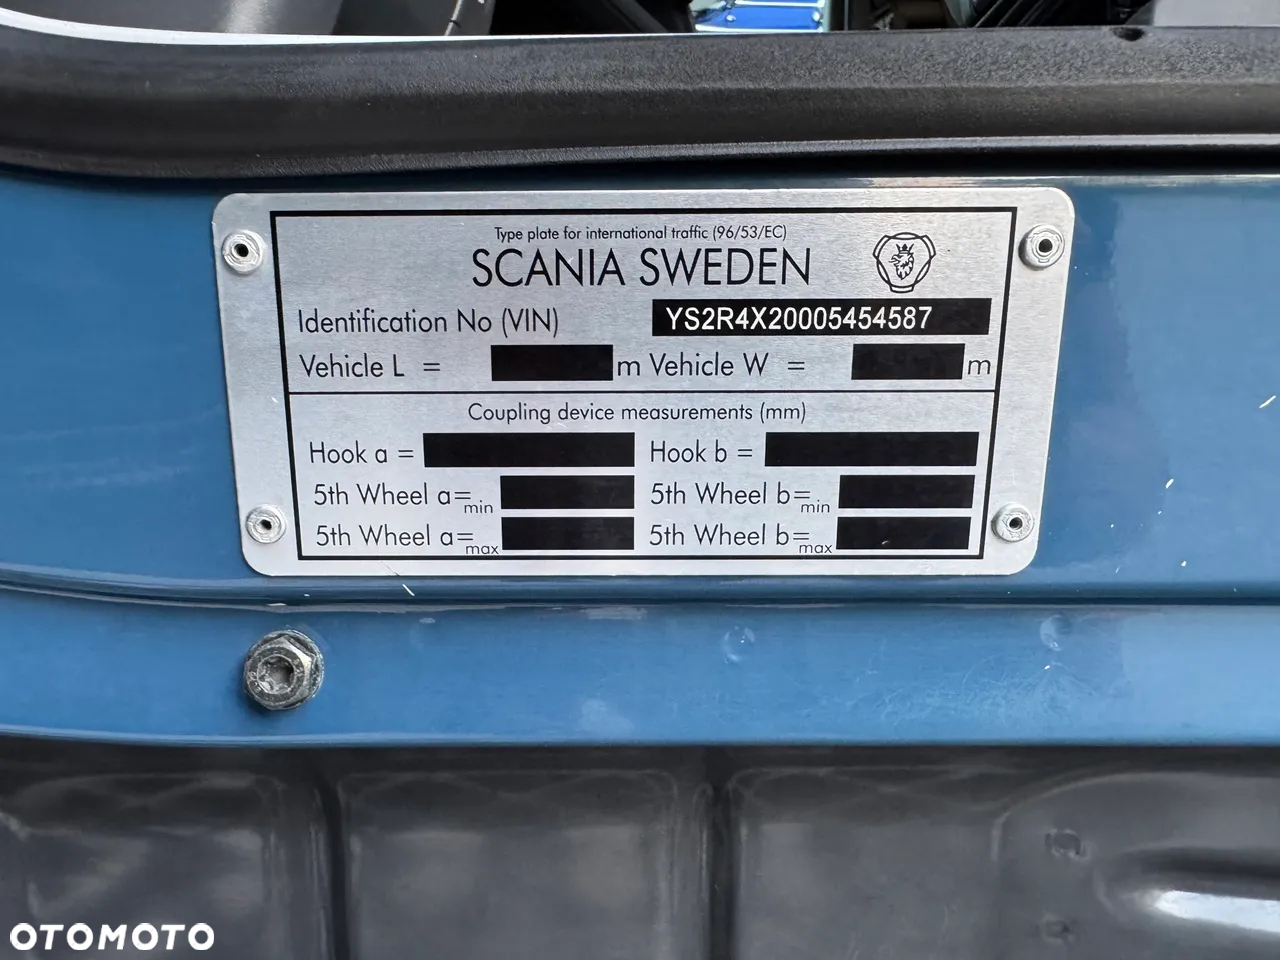 Type plate for international traffic (96/53/EC)
SCANIA SWEDEN
Identification No (VIN) YS2R4X20005454587
Vehicle L = m Vehicle W = m
Coupling device measurements (mm)
Hook a = Hook b =
5th Wheel a=min 5th Wheel b=min
5th Wheel a=max 5th Wheel b=max
OTOMOTO